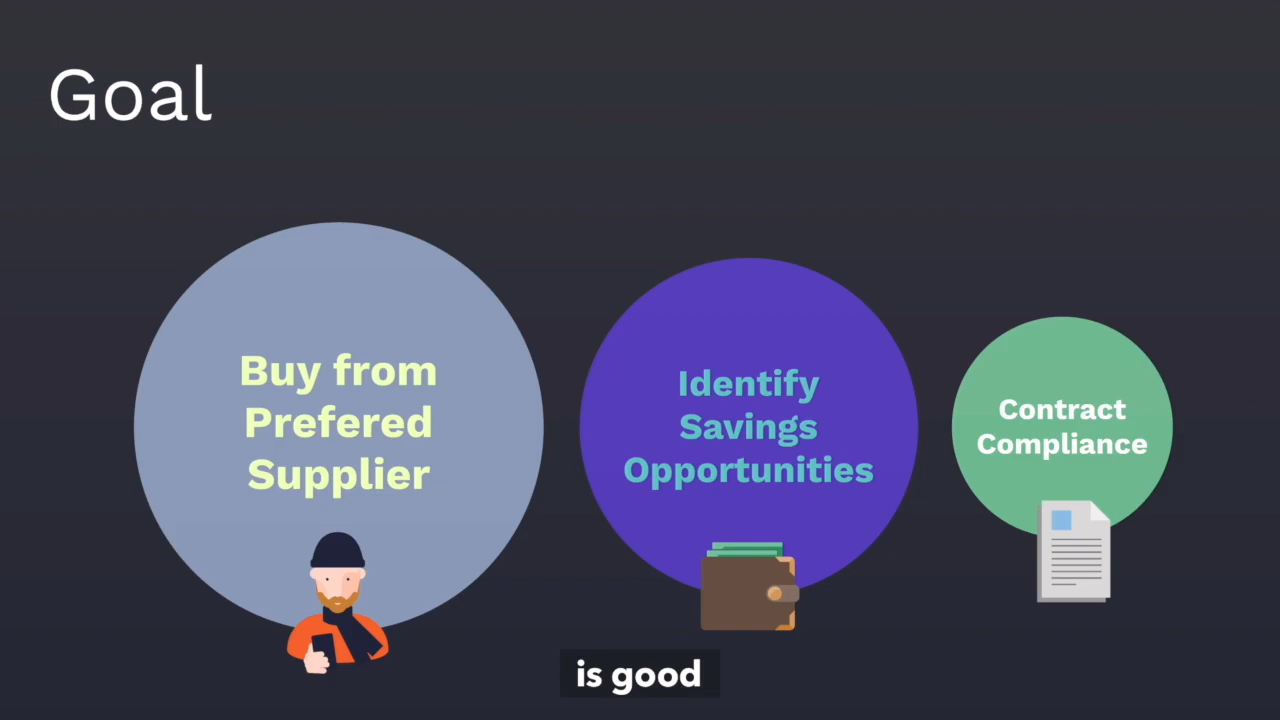 Goal
Buy from
Prefered
Supplier
Identify
Savings
Opportunities
Contract
Compliance
is good